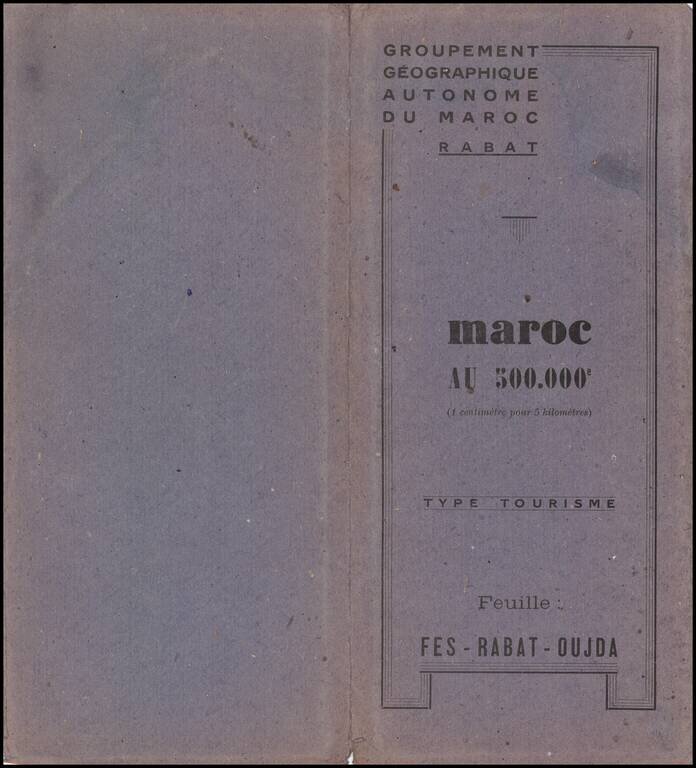 GROUPEMENT
GÉOGRAPHIQUE
AUTONOME
DU MAROC
RABAT
maroc
AU 500.000e
(1 centimètre pour 5 kilomètres)
TYPE TOURISME
Feuille :
FES - RABAT - OUJDA